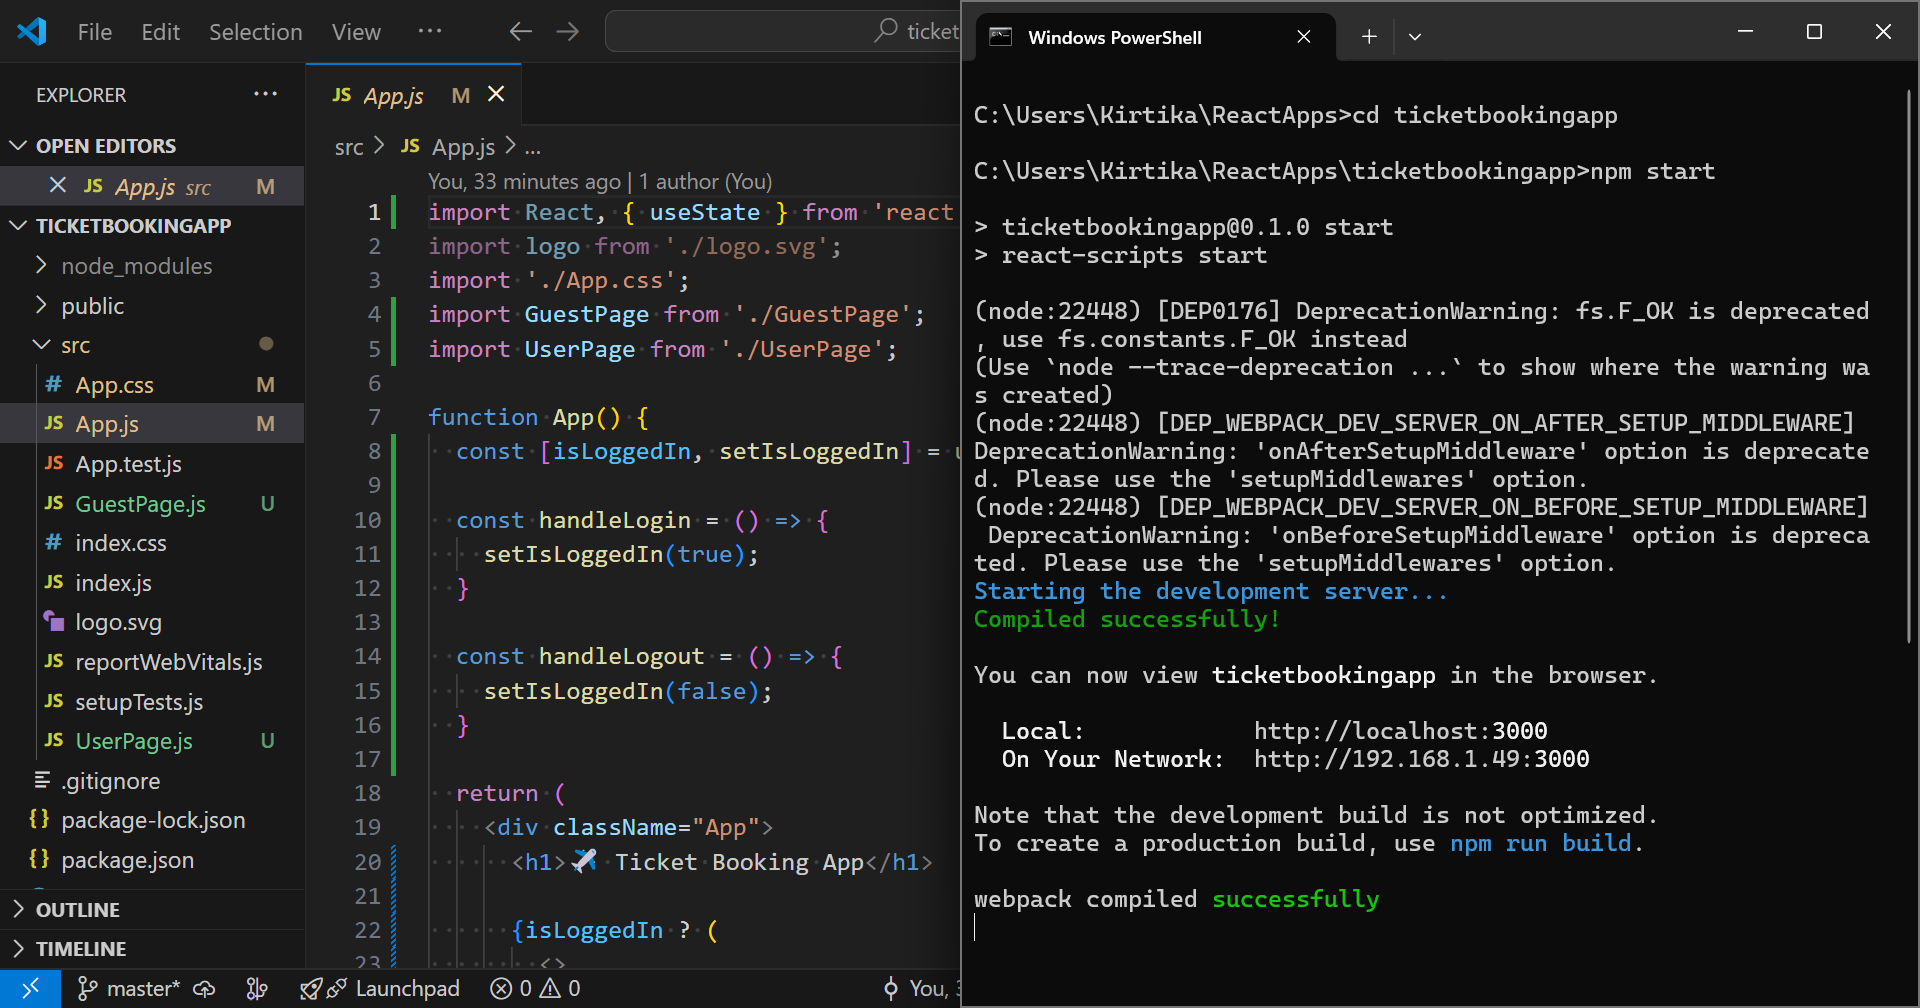 File Edit Selection View ... ticket
EXPLORER ...
OPEN EDITORS
App.js src M
TICKETBOOKINGAPP
node_modules
public
src
# App.css M
JS App.js M
JS App.test.js
JS GuestPage.js U
# index.css
JS index.js
logo.svg
JS reportWebVitals.js
JS setupTests.js
JS UserPage.js U
.gitignore
{} package-lock.json
{} package.json
OUTLINE
TIMELINE
JS App.js M
src > JS App.js > ...
You, 33 minutes ago | 1 author (You)
1 import React, { useState } from 'react
2 import logo from './logo.svg';
3 import './App.css';
4 import GuestPage from './GuestPage';
5 import UserPage from './UserPage';
6
7 function App() {
8 const [isLoggedIn, setIsLoggedIn] =
9
10 const handleLogin = () => {
11 setIsLoggedIn(true);
12 }
13
14 const handleLogout = () => {
15 setIsLoggedIn(false);
16 }
17
18 return (
19 <div className="App">
20 <h1>✈️ Ticket Booking App</h1>
21
22 {isLoggedIn ? (
23 <>
master* Launchpad 0 0 You,
Windows PowerShell
C:\Users\Kirtika\ReactApps>cd ticketbookingapp
C:\Users\Kirtika\ReactApps\ticketbookingapp>npm start
> ticketbookingapp@0.1.0 start
> react-scripts start
(node:22448) [DEP0176] DeprecationWarning: fs.F_OK is deprecated
, use fs.constants.F_OK instead
(Use `node --trace-deprecation ...` to show where the warning wa
s created)
(node:22448) [DEP_WEBPACK_DEV_SERVER_ON_AFTER_SETUP_MIDDLEWARE]
DeprecationWarning: 'onAfterSetupMiddleware' option is deprecate
d. Please use the 'setupMiddlewares' option.
(node:22448) [DEP_WEBPACK_DEV_SERVER_ON_BEFORE_SETUP_MIDDLEWARE]
DeprecationWarning: 'onBeforeSetupMiddleware' option is depreca
ted. Please use the 'setupMiddlewares' option.
Starting the development server...
Compiled successfully!
You can now view ticketbookingapp in the browser.
Local: http://localhost:3000
On Your Network: http://192.168.1.49:3000
Note that the development build is not optimized.
To create a production build, use npm run build.
webpack compiled successfully